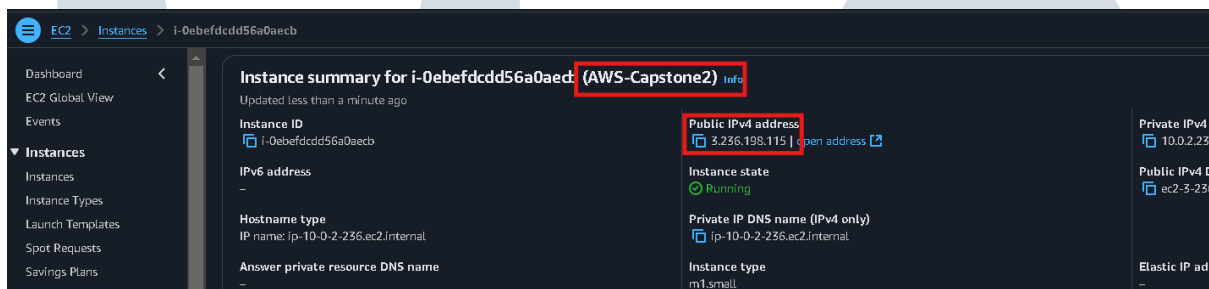 EC2 > Instances > i-0ebefdcdd56a0aecb
Dashboard
EC2 Global View
Events
Instances
Instances
Instance Types
Launch Templates
Spot Requests
Savings Plans
Instance summary for i-0ebefdcdd56a0aecb (AWS-Capstone2) Info
Updated less than a minute ago
Instance ID
i-0ebefdcdd56a0aecb
Public IPv4 address
3.236.198.115 | open address
Private IPv4
10.0.2.23
IPv6 address
–
Instance state
Running
Public IPv4 D
ec2-3-23
Hostname type
IP name: ip-10-0-2-236.ec2.internal
Private IP DNS name (IPv4 only)
ip-10-0-2-236.ec2.internal
Answer private resource DNS name
–
Instance type
m1.small
Elastic IP ad
–